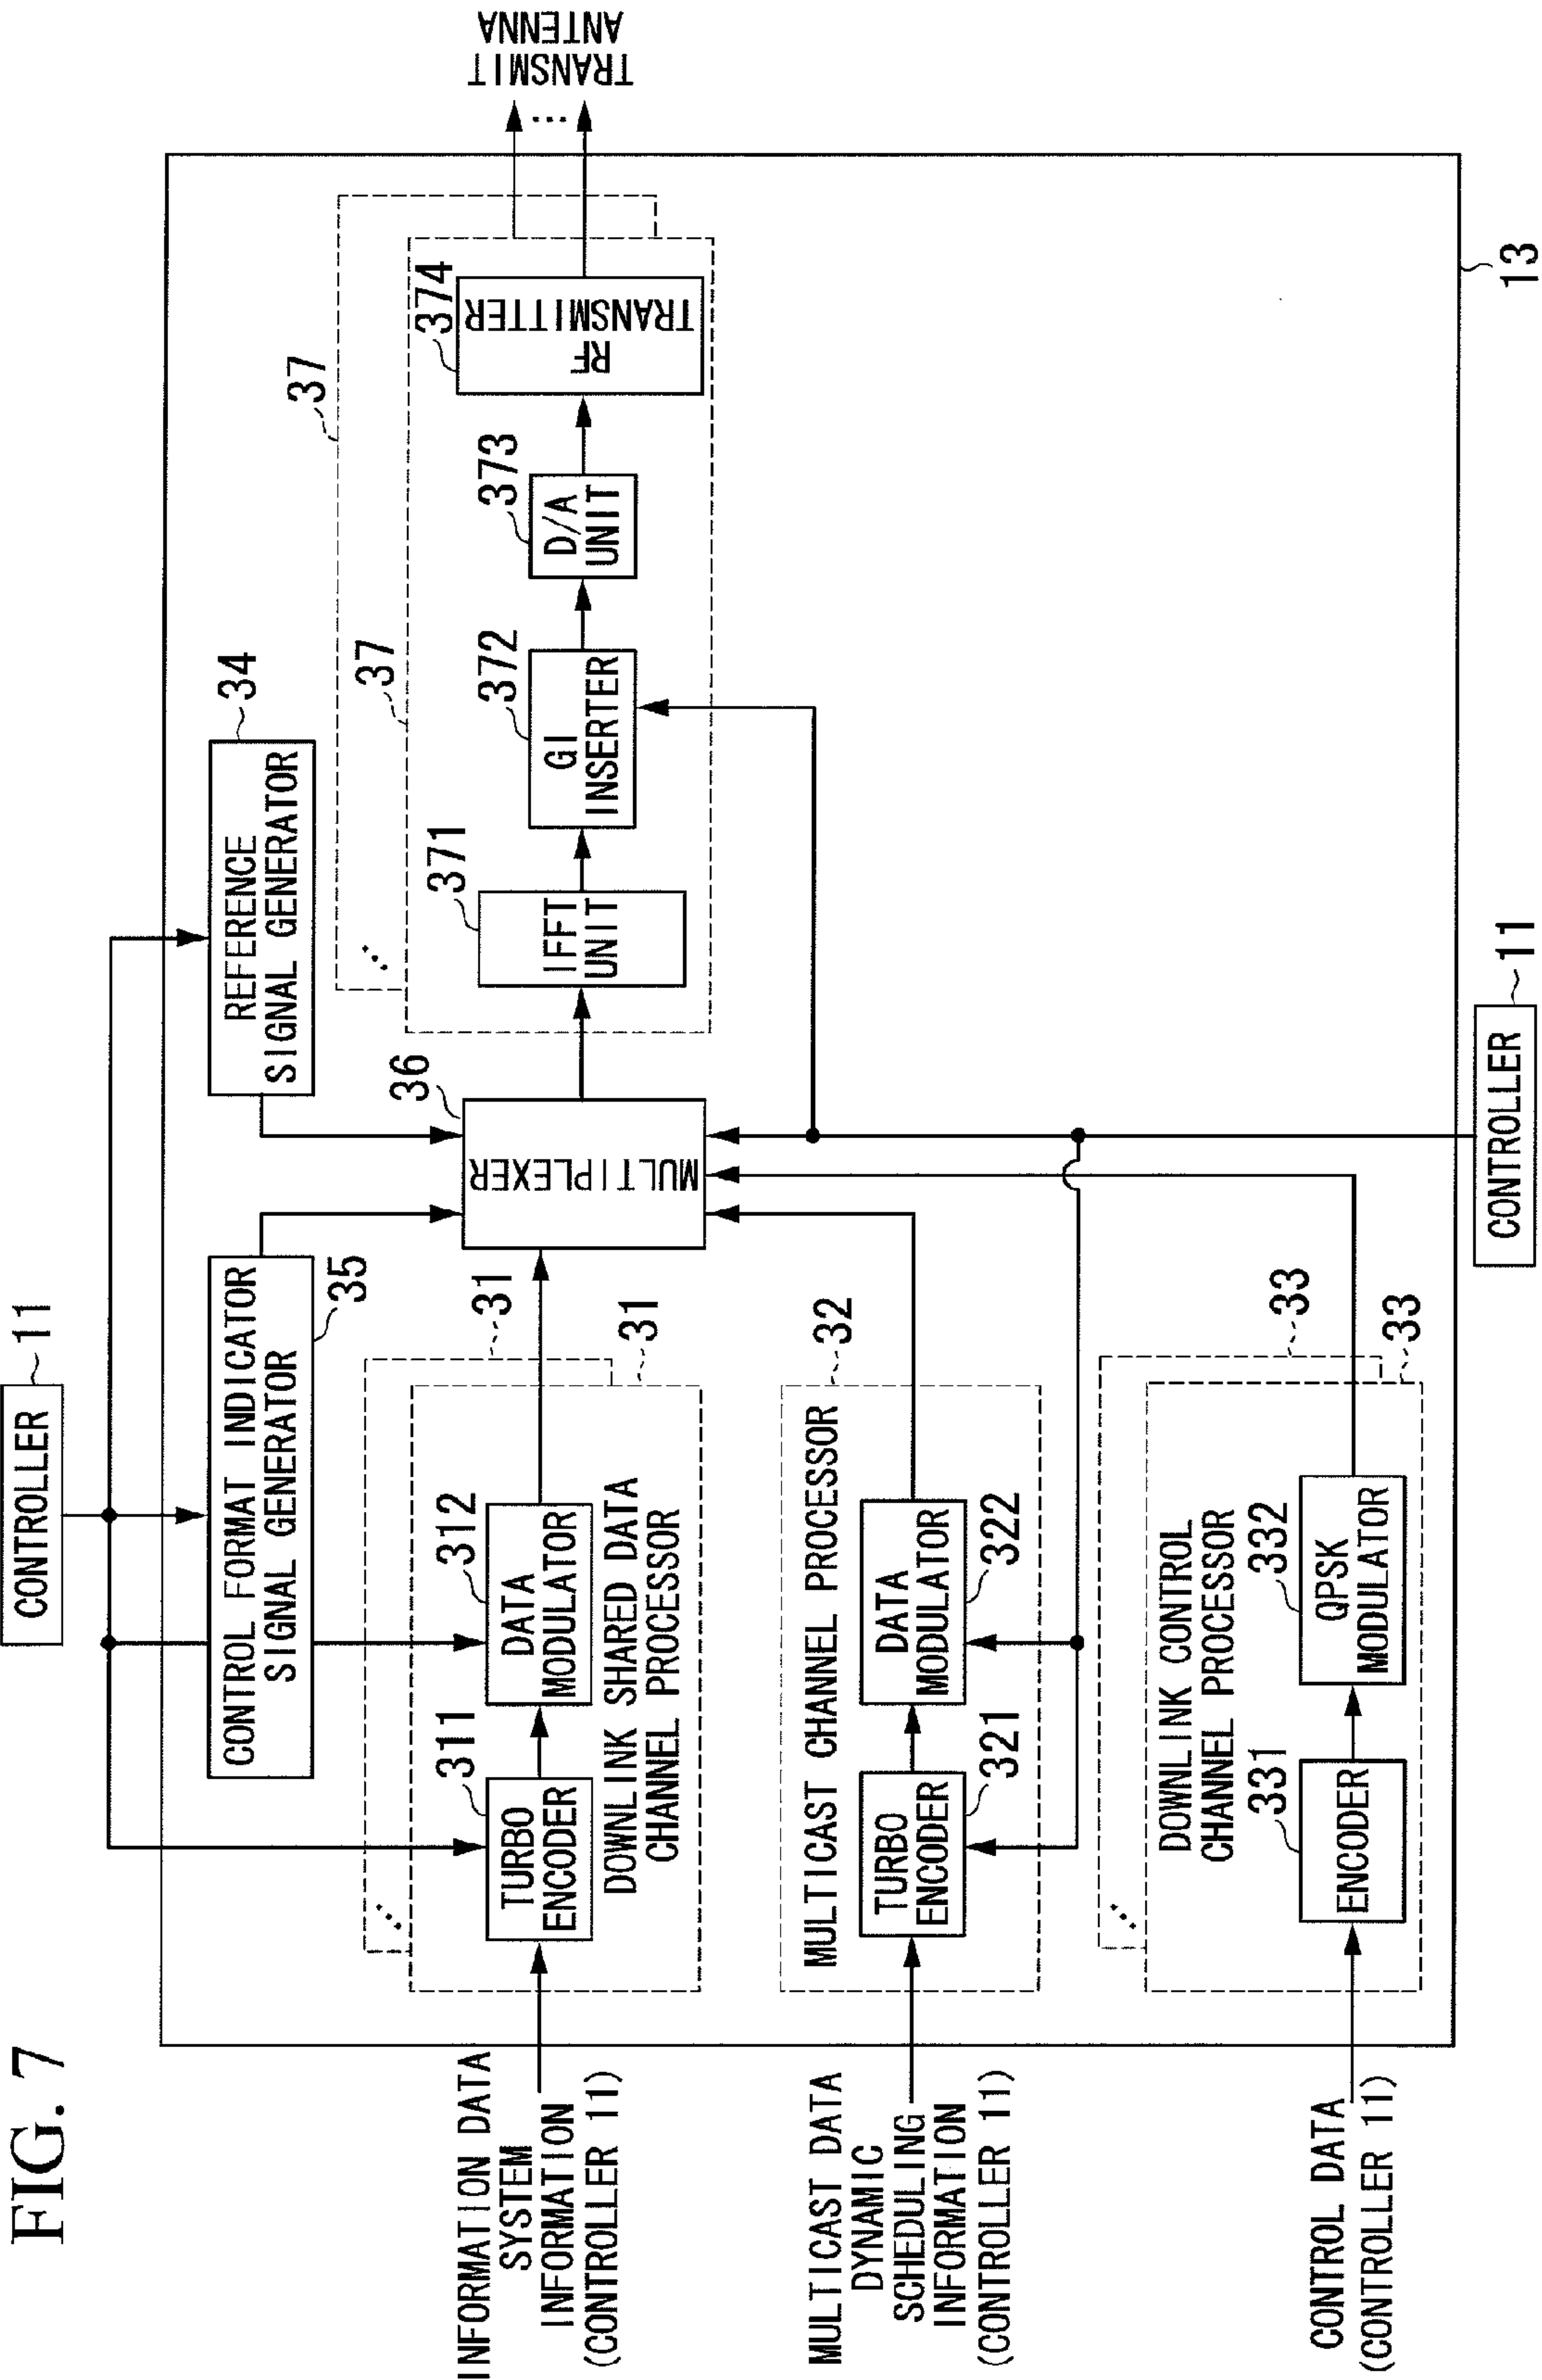 FIG. 7
CONTROLLER
11
CONTROL FORMAT INDICATOR
SIGNAL GENERATOR
35
REFERENCE
SIGNAL GENERATOR
34
INFORMATION DATA
SYSTEM
INFORMATION
(CONTROLLER 11)
311
TURBO
ENCODER
312
DATA
MODULATOR
DOWNLINK SHARED DATA
CHANNEL PROCESSOR
31
31
36
MULTIPLEXER
37
37
371
IFFT
UNIT
372
GI
INSERTER
373
D/A
UNIT
374
RF
TRANSMITTER
TRANSMIT
ANTENNA
MULTICAST DATA
DYNAMIC
SCHEDULING
INFORMATION
(CONTROLLER 11)
MULTICAST CHANNEL PROCESSOR
32
TURBO
ENCODER
321
DATA
MODULATOR
322
CONTROL DATA
(CONTROLLER 11)
DOWNLINK CONTROL
CHANNEL PROCESSOR
33
33
331
ENCODER
332
QPSK
MODULATOR
CONTROLLER
11
13